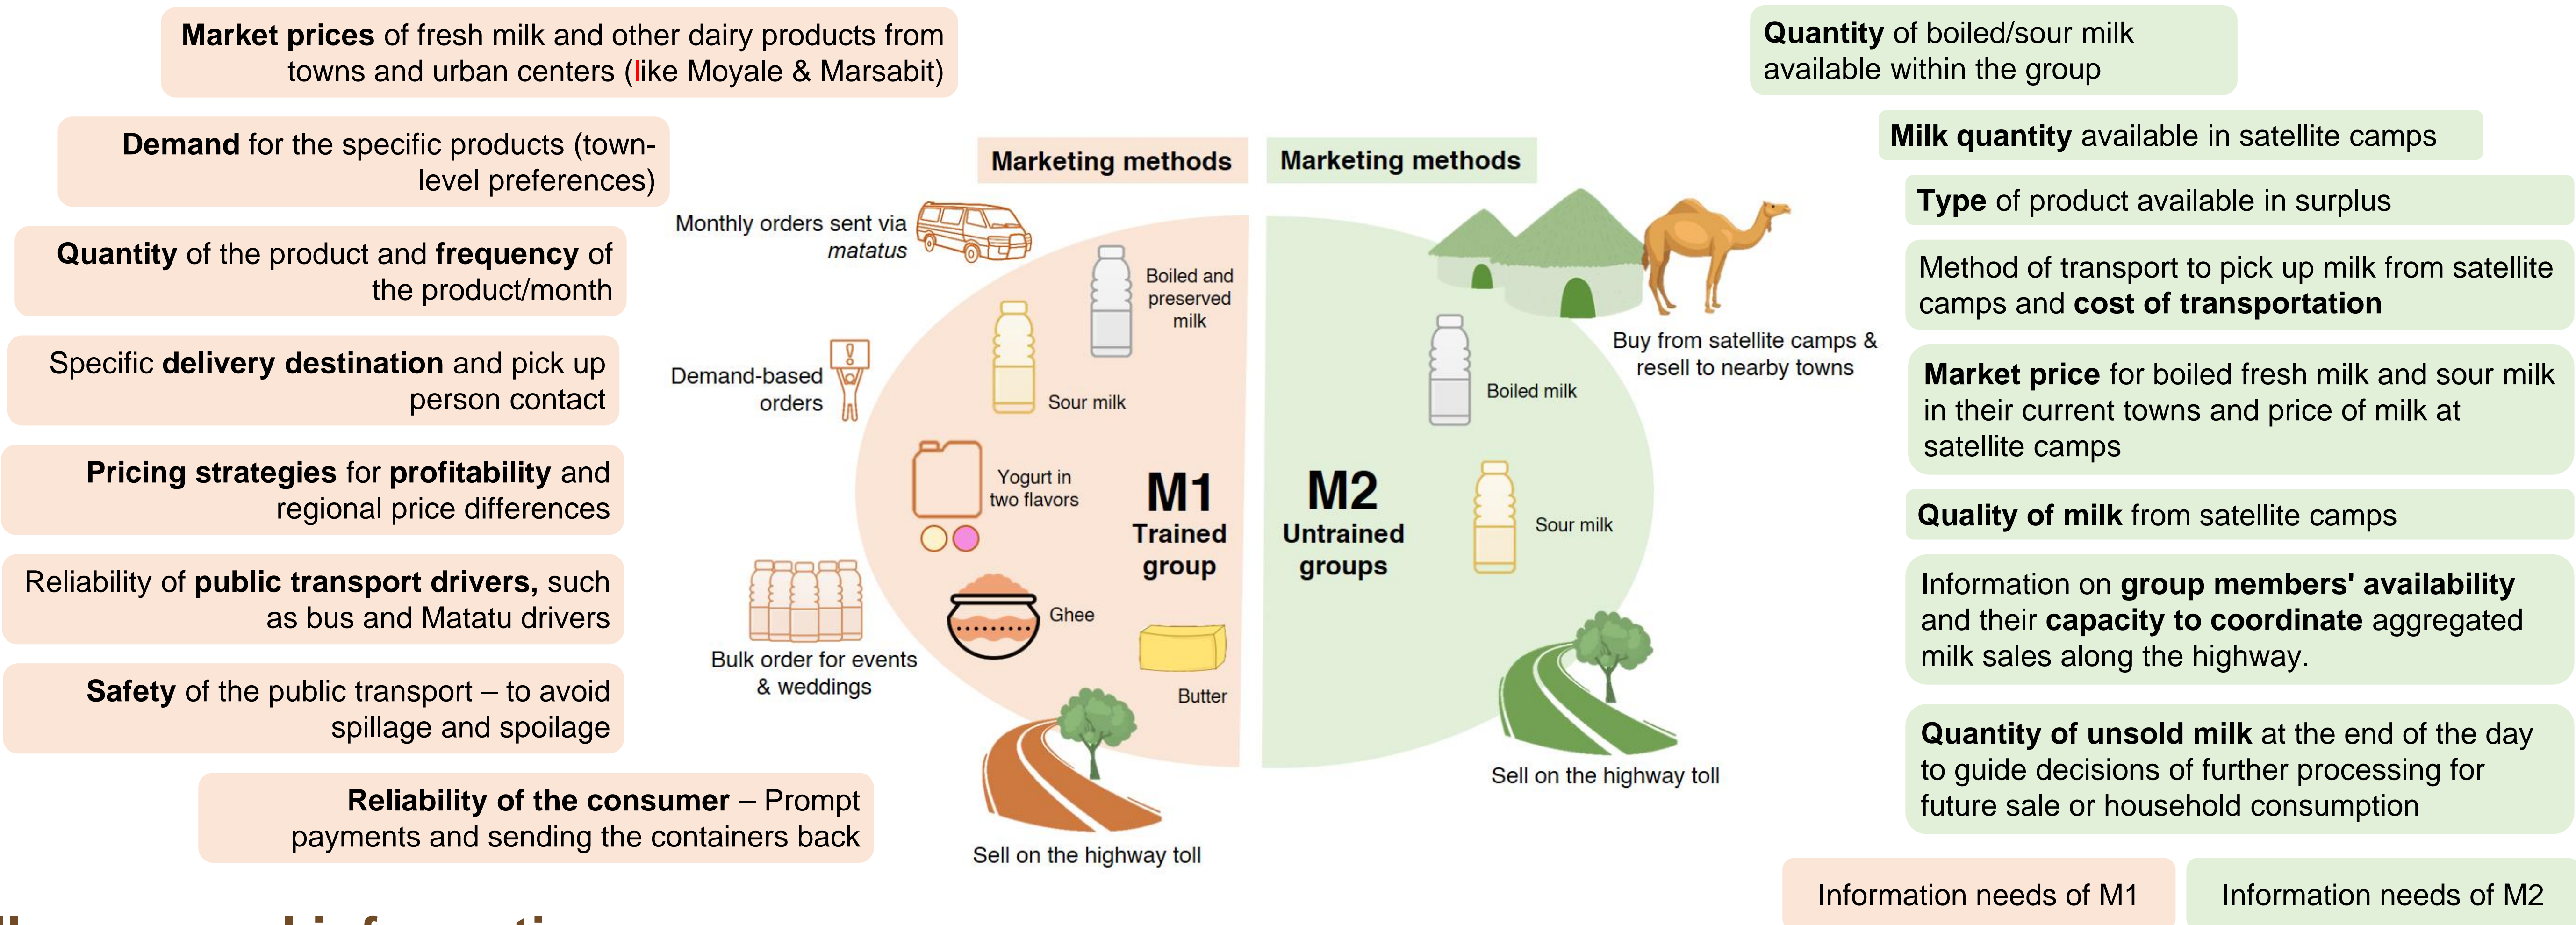 Market prices of fresh milk and other dairy products from
towns and urban centers (like Moyale & Marsabit)
Demand for the specific products (town-
level preferences)
Quantity of the product and frequency of
the product/month
Specific delivery destination and pick up
person contact
Pricing strategies for profitability and
regional price differences
Reliability of public transport drivers, such
as bus and Matatu drivers
Safety of the public transport – to avoid
spillage and spoilage
Reliability of the consumer – Prompt
payments and sending the containers back
Marketing methods
Monthly orders sent via
matatus
Demand-based
orders
Bulk order for events
& weddings
Sell on the highway toll
Boiled and
preserved
milk
Sour milk
Yogurt in
two flavors
Ghee
Butter
M1
Trained
group
Marketing methods
M2
Untrained
groups
Boiled milk
Sour milk
Buy from satellite camps &
resell to nearby towns
Sell on the highway toll
Quantity of boiled/sour milk
available within the group
Milk quantity available in satellite camps
Type of product available in surplus
Method of transport to pick up milk from satellite
camps and cost of transportation
Market price for boiled fresh milk and sour milk
in their current towns and price of milk at
satellite camps
Quality of milk from satellite camps
Information on group members' availability
and their capacity to coordinate aggregated
milk sales along the highway.
Quantity of unsold milk at the end of the day
to guide decisions of further processing for
future sale or household consumption
Information needs of M1
Information needs of M2